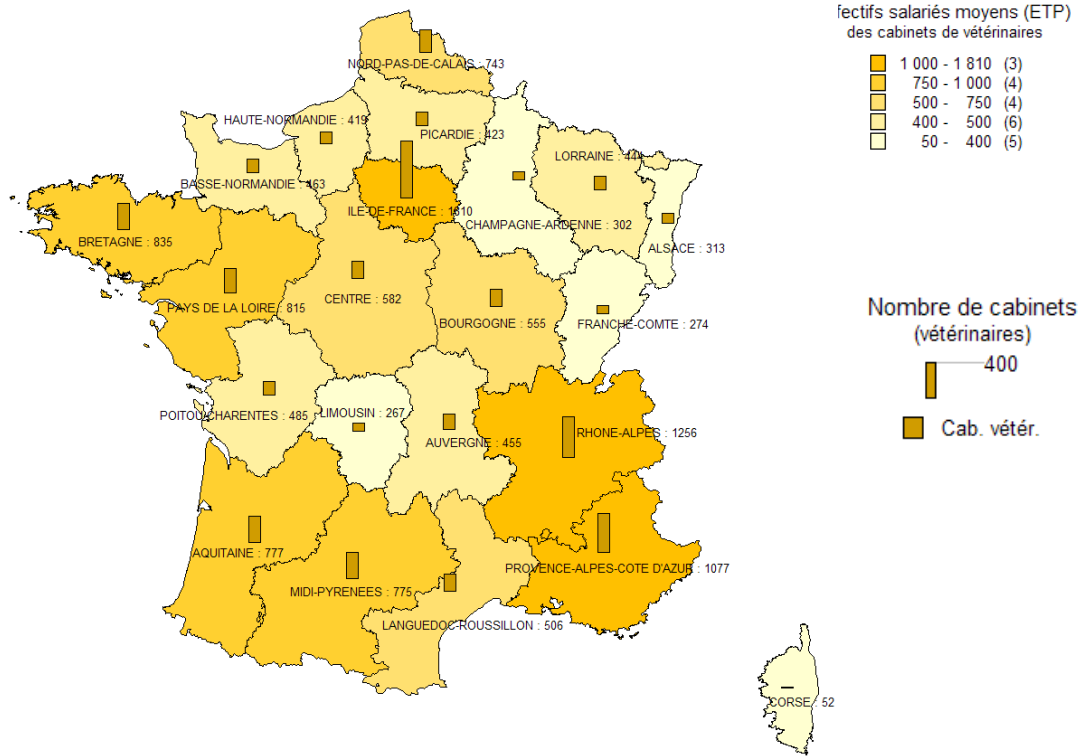 fectifs salariés moyens (ETP)
des cabinets de vétérinaires
1 000 - 1 810 (3)
750 - 1 000 (4)
500 - 750 (4)
400 - 500 (6)
50 - 400 (5)
NORD-PAS-DE-CALAIS : 743
HAUTE-NORMANDIE : 419
PICARDIE : 423
LORRAINE : 444
BASSE-NORMANDIE : 463
ILE-DE-FRANCE : 1810
CHAMPAGNE-ARDENNE : 302
ALSACE : 313
BRETAGNE : 835
PAYS DE LA LOIRE : 815
CENTRE : 582
BOURGOGNE : 555
FRANCHE-COMTE : 274
Nombre de cabinets
(vétérinaires)
400
Cab. vétér.
POITOU-CHARENTES : 485
LIMOUSIN : 267
AUVERGNE : 455
RHONE-ALPES : 1256
AQUITAINE : 777
MIDI-PYRENEES : 775
PROVENCE-ALPES-COTE D'AZUR : 1077
LANGUEDOC-ROUSSILLON : 506
CORSE : 52